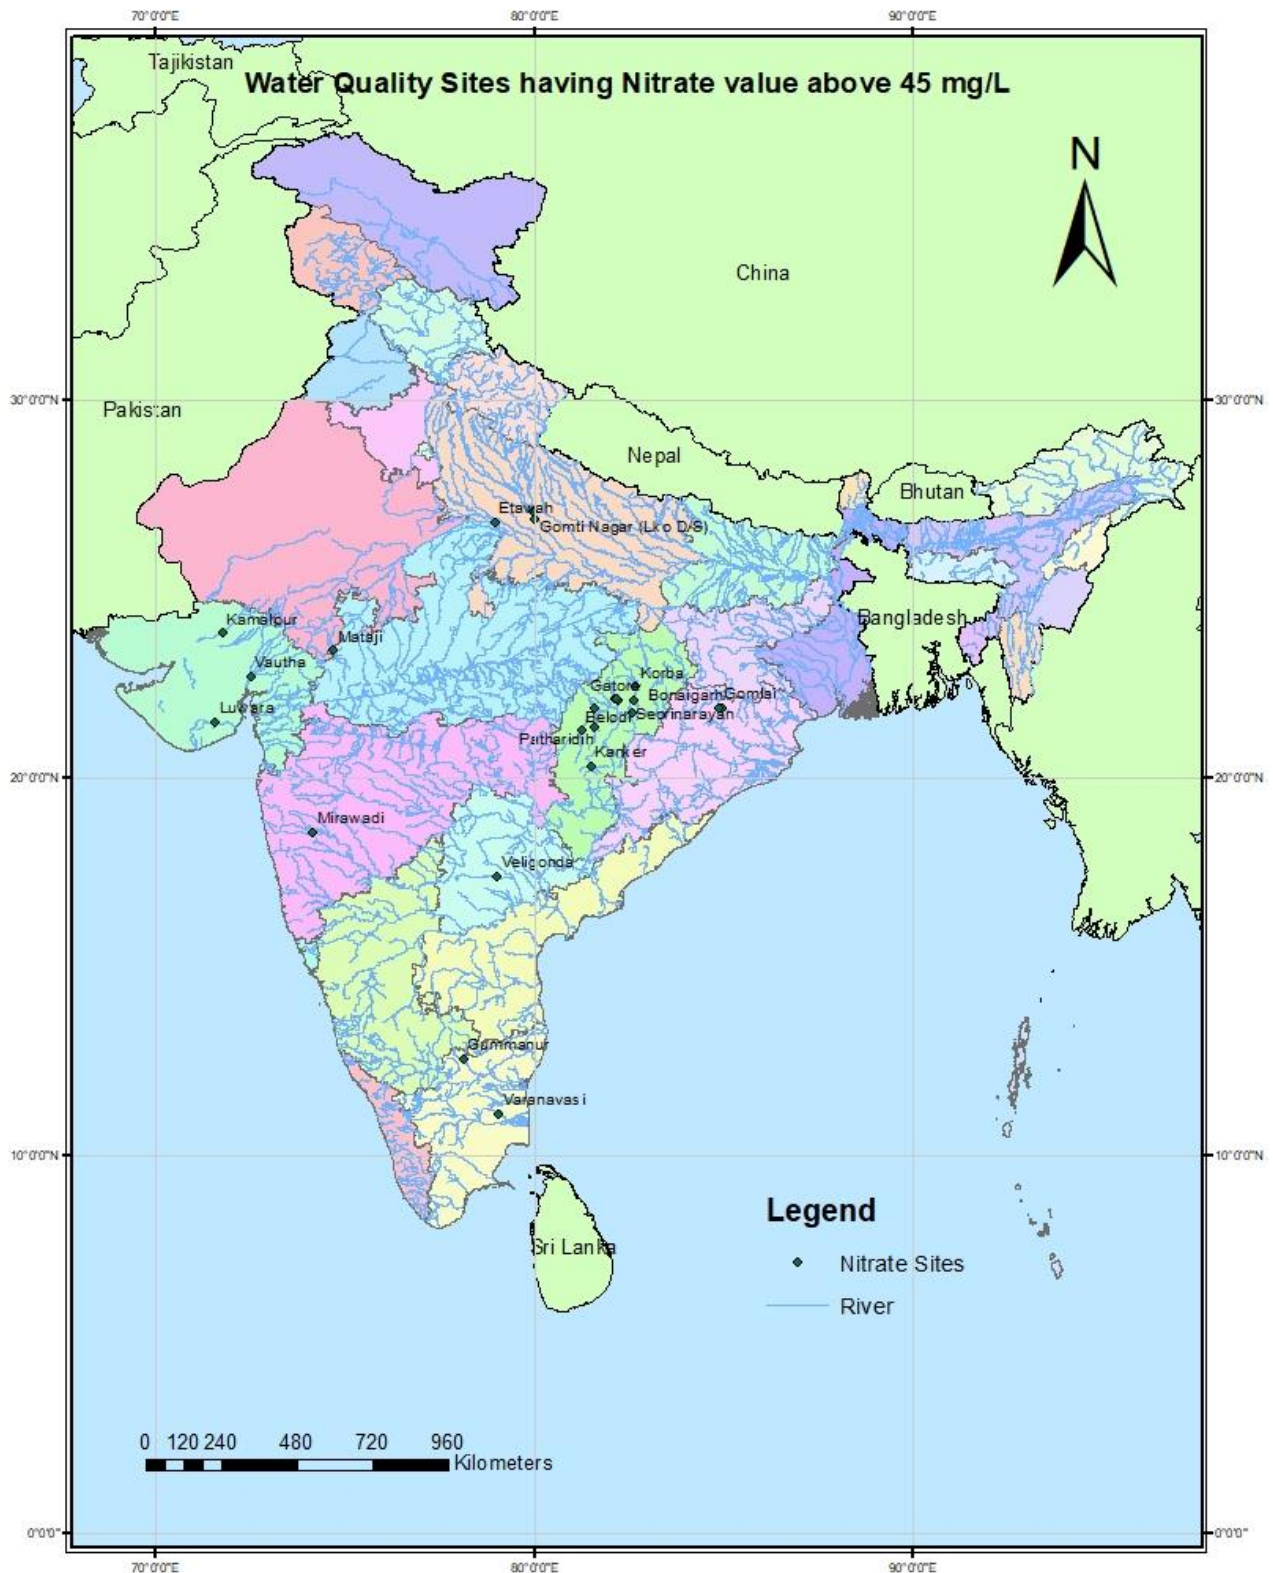 70°0'0"E 80°0'0"E 90°0'0"E
Tajikistan
Water Quality Sites having Nitrate value above 45 mg/L
N
China
30°0'0"N 30°0'0"N
Pakistan
Nepal
Bhutan
Etawah
Gomti Nagar (Lko D/S)
Bangladesh
Kamalpur
Mataji
Vautha
Korba
Gatora
Bonaigarh Gomlai
Luwara
Belodi Seorinarayan
Patharidih
Kanker
20°0'0"N 20°0'0"N
Mirawadi
Veligonda
Gummanur
Varanavasi
10°0'0"N 10°0'0"N
Legend
Sri Lanka
Nitrate Sites
River
0 120 240 480 720 960
Kilometers
0°0'0" 0°0'0"
70°0'0"E 80°0'0"E 90°0'0"E